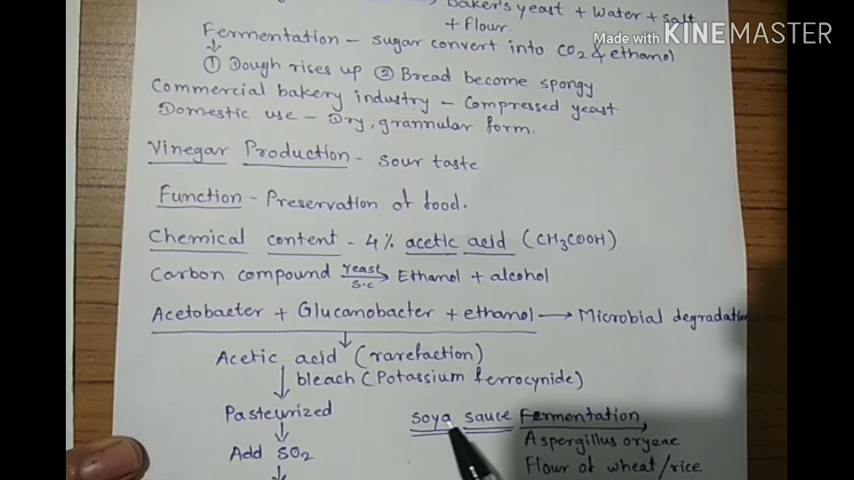 baker's yeast + water + salt
+ flour
Made with KINEMASTER
Fermentation - sugar convert into CO2 & ethanol
↓
① Dough rises up ② Bread become spongy
Commercial bakery industry - Compressed yeast
Domestic use - Dry, grannular form.
Vinegar Production - sour taste
Function - Preservation of food.
Chemical content - 4% acetic acid (CH3COOH)
Carbon compound yeast S.C → Ethanol + alcohol
Acetobacter + Glucanobacter + ethanol → Microbial degradation
↓
Acetic acid (rarefaction)
↓ bleach (Potassium ferrocynide)
Pasteurized
↓
Add SO2
↓
Soya sauce Fermentation,
Aspergillus oryzae
Flour of wheat/rice